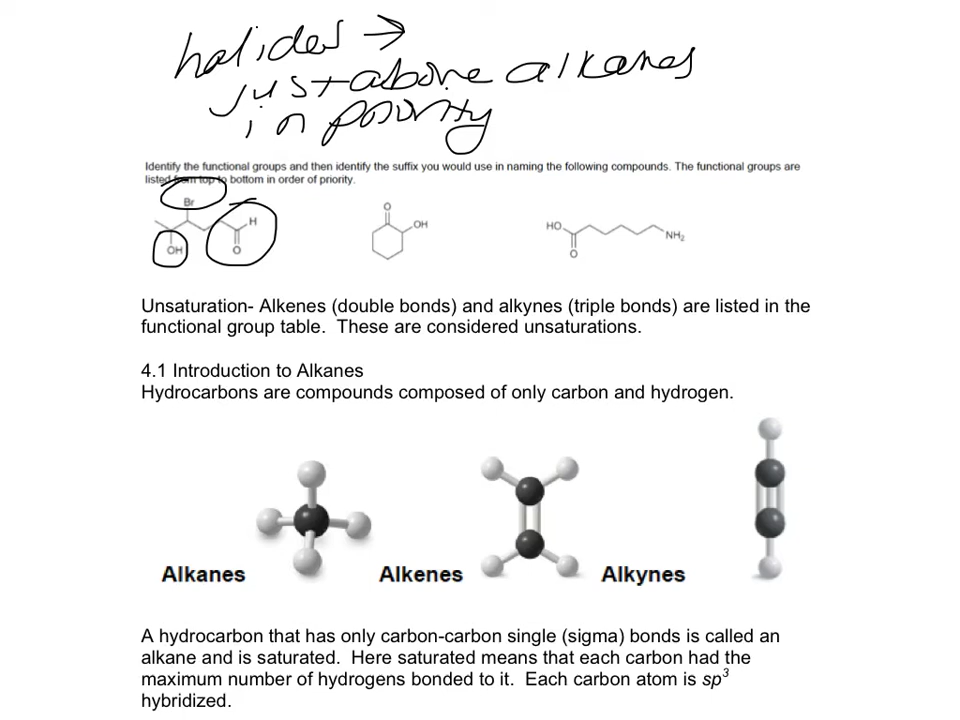 halides →
just above alkanes
in priority
Identify the functional groups and then identify the suffix you would use in naming the following compounds. The functional groups are
listed from top to bottom in order of priority.
Br
H
OH
O
O
OH
HO
O
NH₂
Unsaturation- Alkenes (double bonds) and alkynes (triple bonds) are listed in the
functional group table. These are considered unsaturations.
4.1 Introduction to Alkanes
Hydrocarbons are compounds composed of only carbon and hydrogen.
Alkanes
Alkenes
Alkynes
A hydrocarbon that has only carbon-carbon single (sigma) bonds is called an
alkane and is saturated. Here saturated means that each carbon had the
maximum number of hydrogens bonded to it. Each carbon atom is sp³
hybridized.